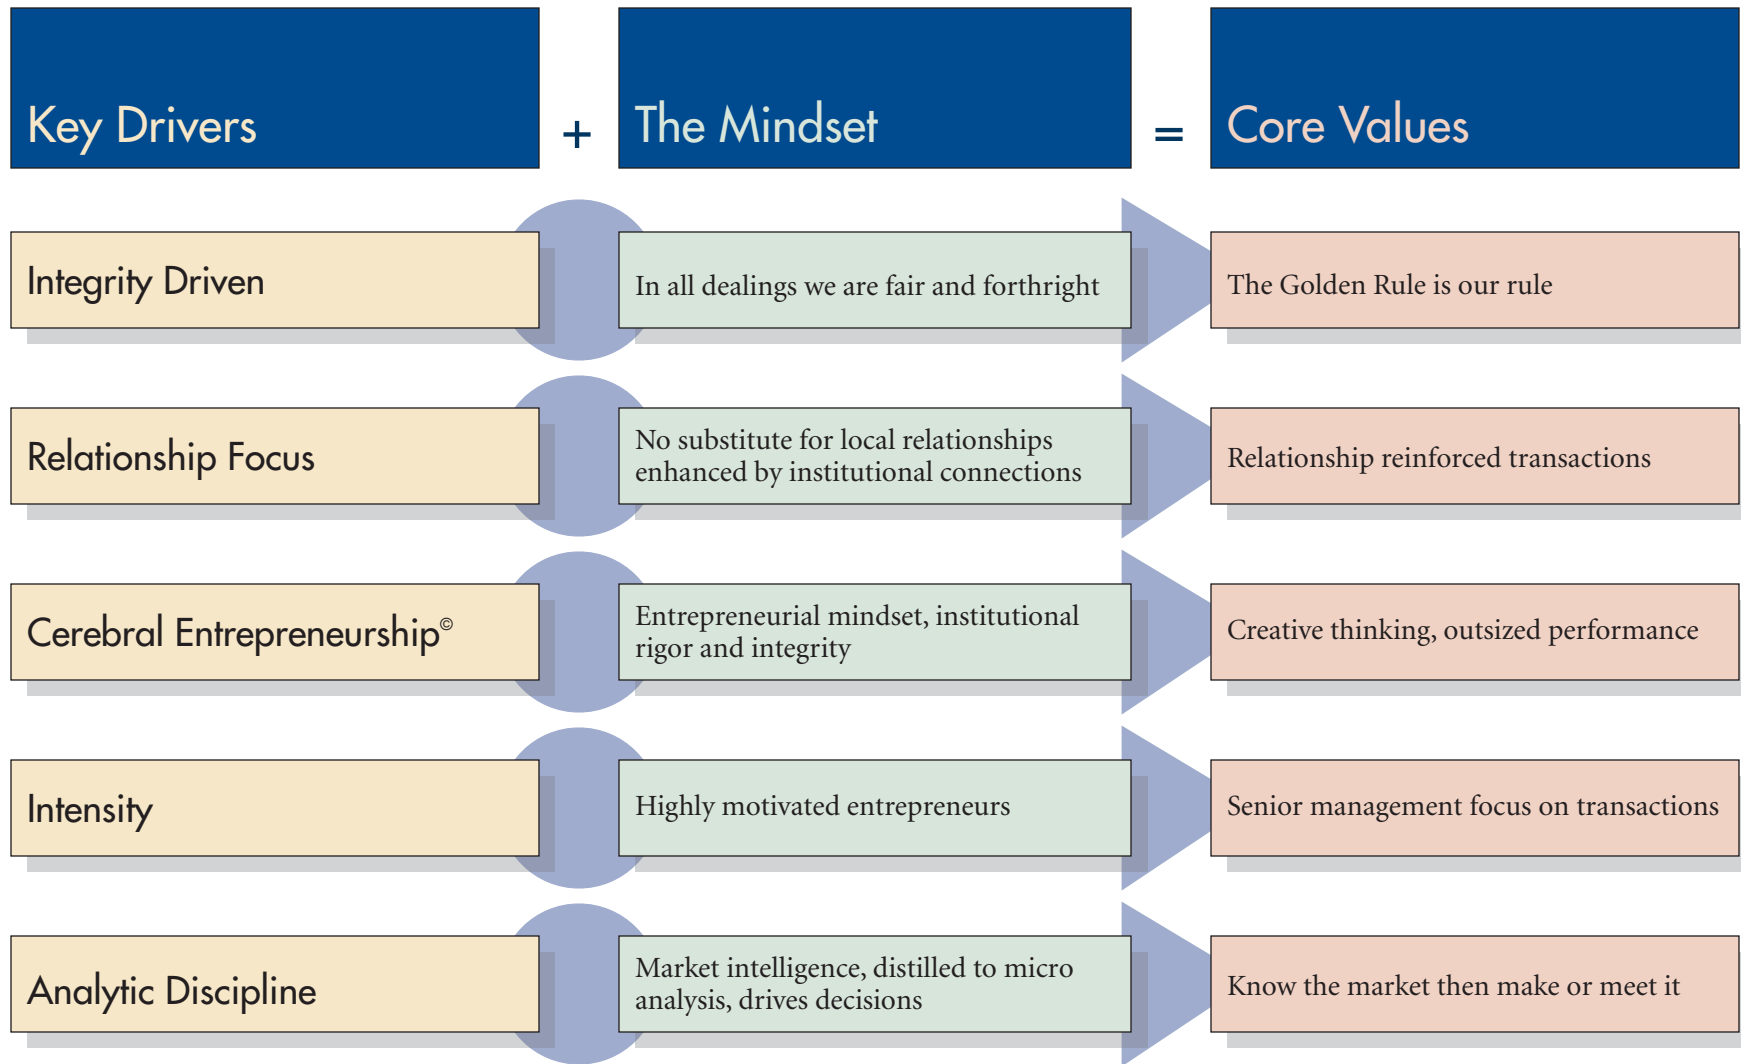 Key Drivers + The Mindset = Core Values
Integrity Driven
In all dealings we are fair and forthright
The Golden Rule is our rule
Relationship Focus
No substitute for local relationships
enhanced by institutional connections
Relationship reinforced transactions
Cerebral Entrepreneurship©
Entrepreneurial mindset, institutional
rigor and integrity
Creative thinking, outsized performance
Intensity
Highly motivated entrepreneurs
Senior management focus on transactions
Analytic Discipline
Market intelligence, distilled to micro
analysis, drives decisions
Know the market then make or meet it